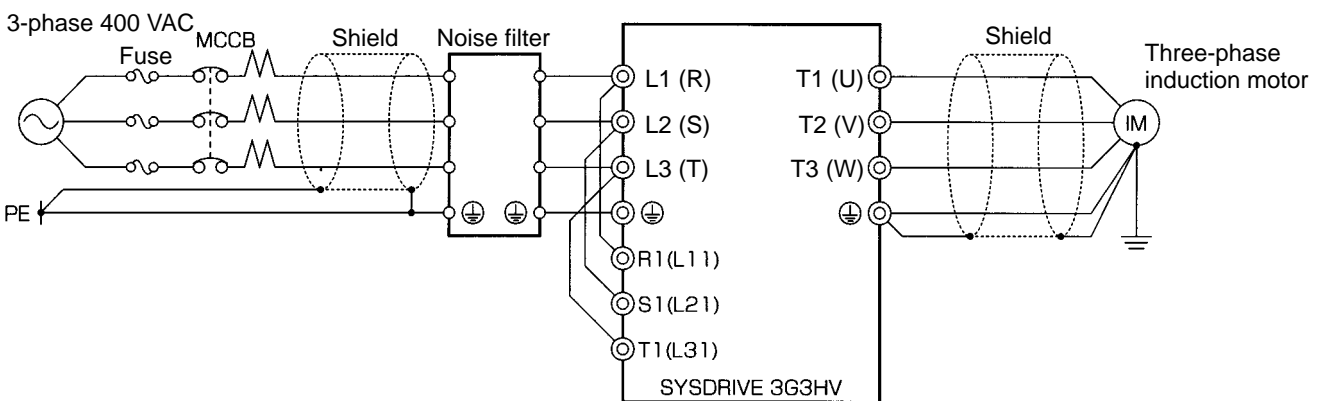 3-phase 400 VAC
Fuse
MCCB
Shield
Noise filter
L1 (R)
L2 (S)
L3 (T)
R1(L11)
S1(L21)
T1(L31)
T1 (U)
T2 (V)
T3 (W)
SYSDRIVE 3G3HV
Shield
Three-phase
induction motor
IM
PE